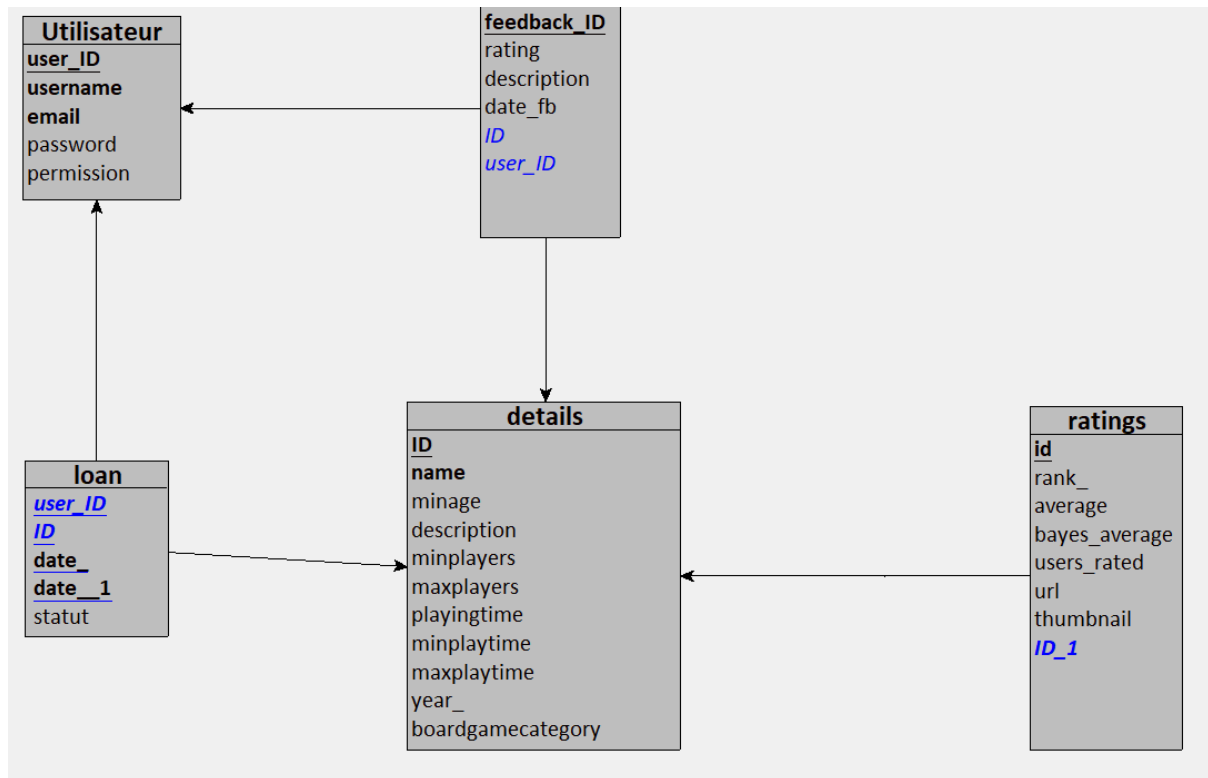 Utilisateur
user_ID
username
email
password
permission
feedback_ID
rating
description
date_fb
ID
user_ID
loan
user_ID
ID
date_
date__1
statut
details
ID
name
minage
description
minplayers
maxplayers
playingtime
minplaytime
maxplaytime
year_
boardgamecategory
ratings
id
rank_
average
bayes_average
users_rated
url
thumbnail
ID_1